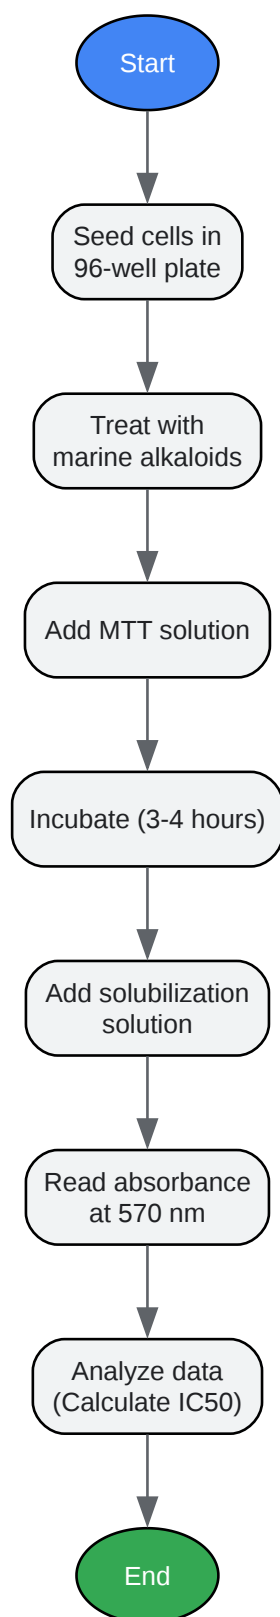 Start
Seed cells in
96-well plate
Treat with
marine alkaloids
Add MTT solution
Incubate (3-4 hours)
Add solubilization
solution
Read absorbance
at 570 nm
Analyze data
(Calculate IC50)
End